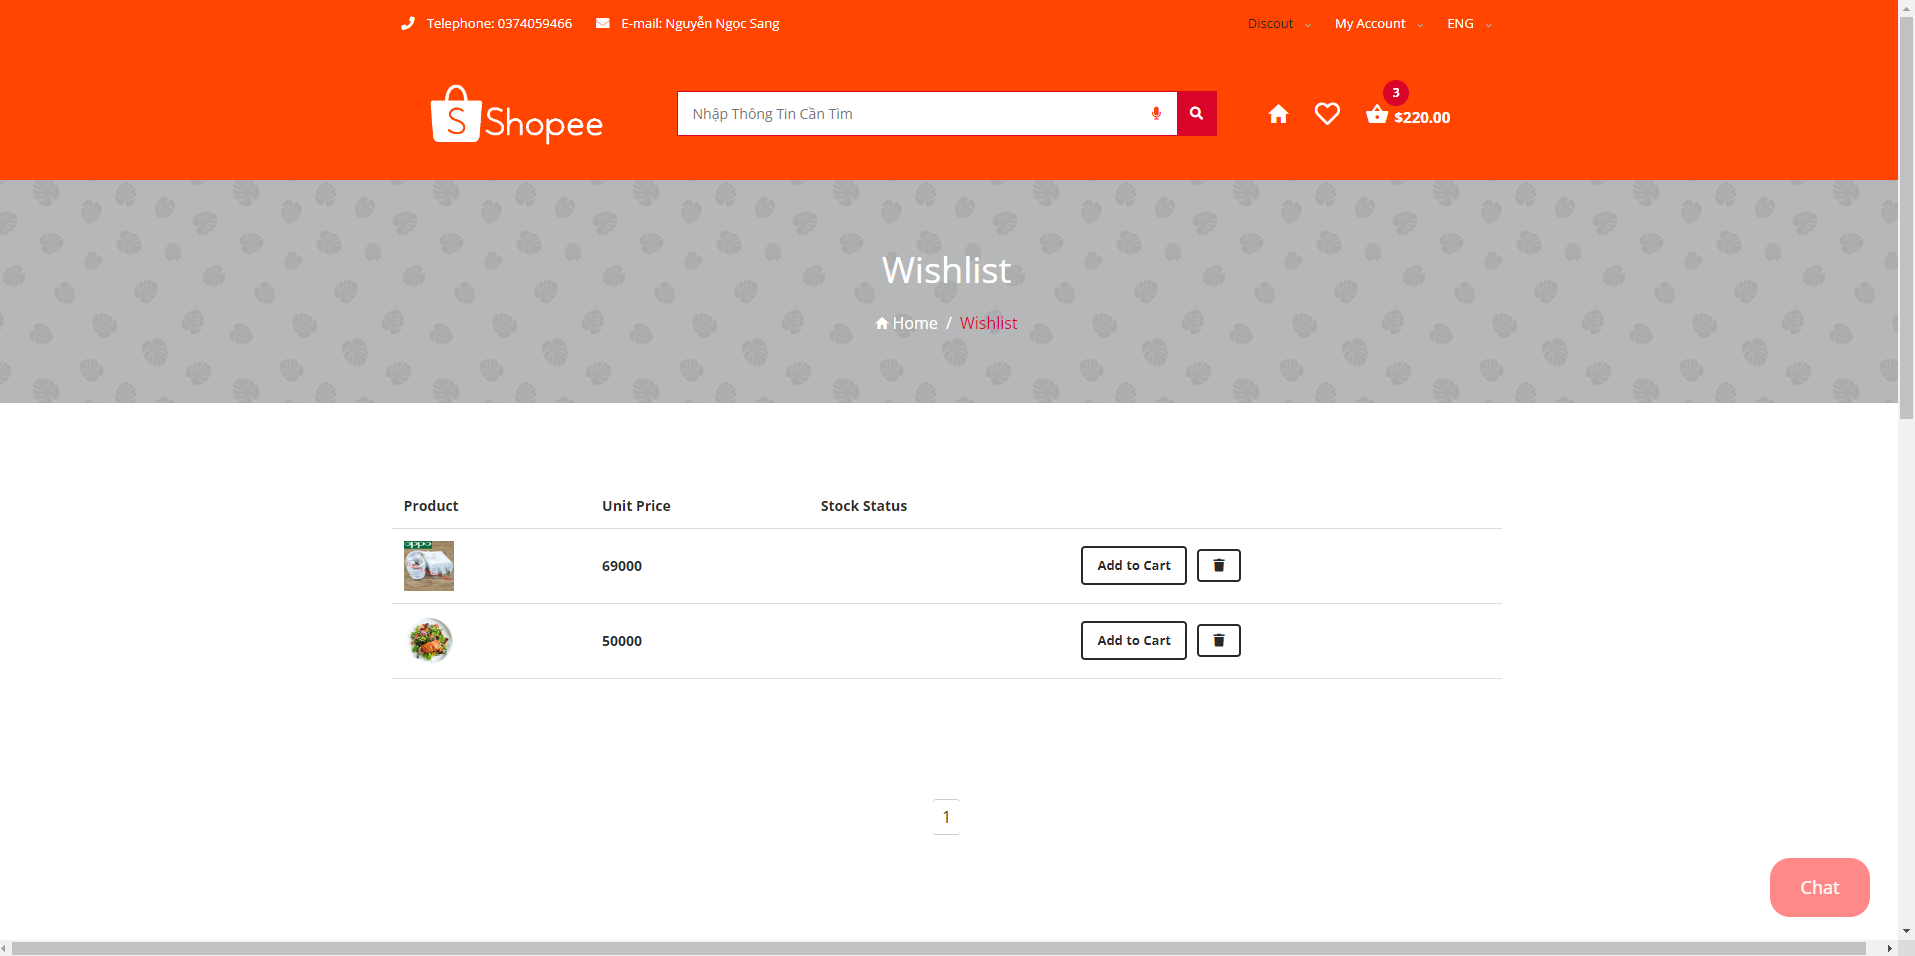 Telephone: 0374059466 E-mail: Nguyễn Ngọc Sang Discout My Account ENG
S Shopee
Nhập Thông Tin Cần Tìm
3
$220.00
Wishlist
Home / Wishlist
Product Unit Price Stock Status
69000 Add to Cart
50000 Add to Cart
1
Chat